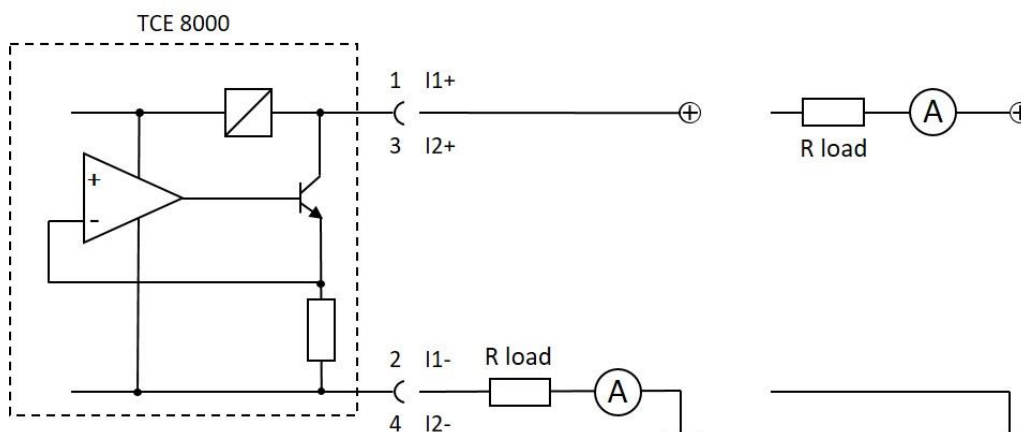 TCE 8000
1 I1+
3 I2+
+
-
R load
A
2 I1-
4 I2-
R load
A